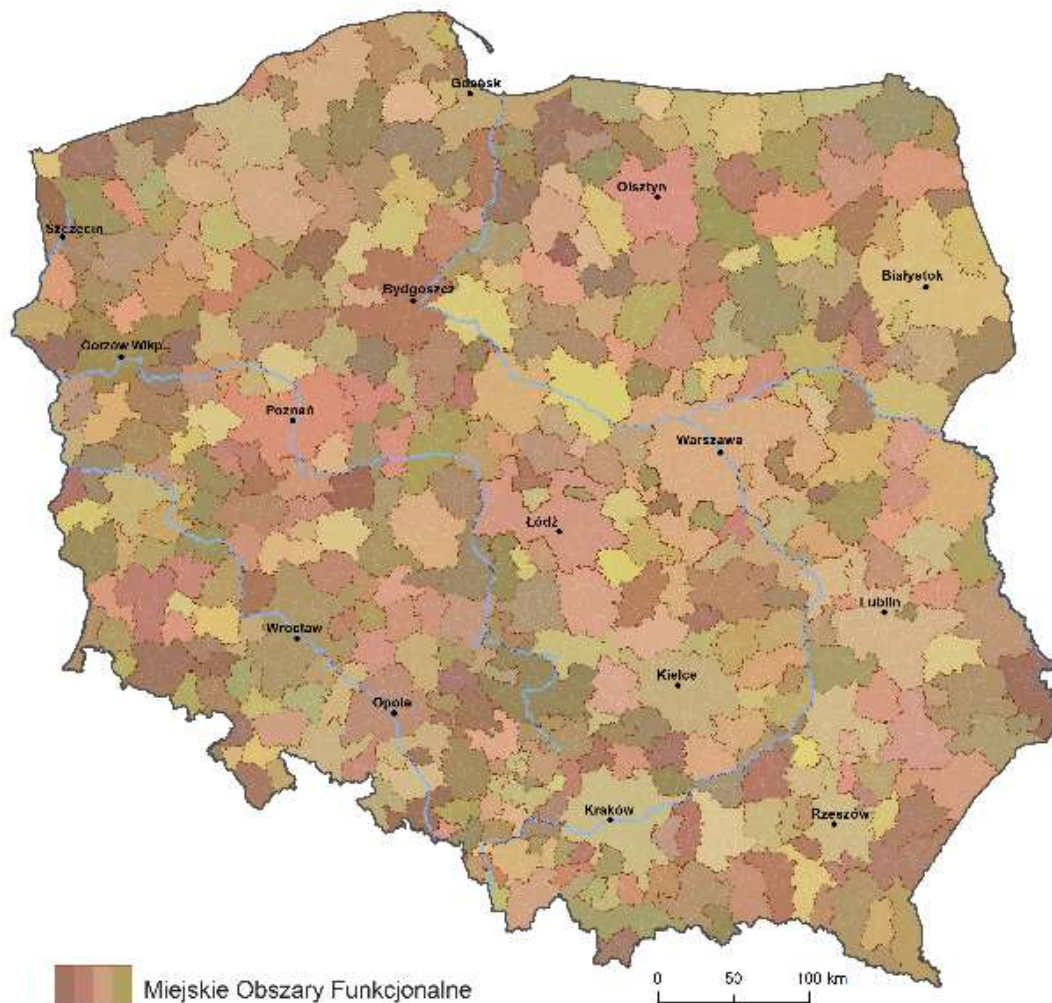 Gdańsk
Olsztyn
Szczecin
Białystok
Bydgoszcz
Gorzów Wlkp..
Poznań
Warszawa
Łódź
Lublin
Wrocław
Kielce
Opole
Kraków
Rzeszów
0 50 100 km
Miejskie Obszary Funkcjonalne